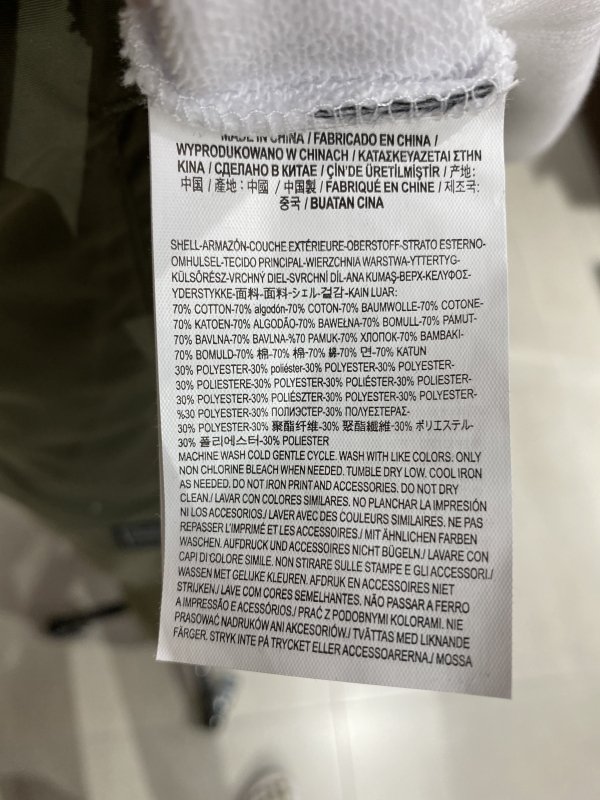 MADE IN CHINA / FABRICADO EN CHINA /
WYPRODUKOWANO W CHINACH / ΚΑΤΑΣΚΕΥΑΖΕΤΑΙ ΣΤΗΝ
ΚΙΝΑ / СДЕЛАНО В КИТАЕ / ÇİN'DE ÜRETİLMİŞTİR / 产地:
中国 / 產地: 中國 / 中国製 / FABRIQUÉ EN CHINE / 제조국:
중국 / BUATAN CINA
SHELL-ARMAZÓN-COUCHE EXTÉRIEURE-OBERSTOFF-STRATO ESTERNO-
OMHULSEL-TECIDO PRINCIPAL-WIERZCHNIA WARSTWA-YTTERTYG-
KÜLSŐRÉSZ-VRCHNÝ DIEL-SVRCHNÍ DÍL-ANA KUMAŞ-ВЕРХ-ΚΕΛΥΦΟΣ-
YDERSTYKKE-面料-面料-シェル-겉감-KAIN LUAR:
70% COTTON-70% algodón-70% COTON-70% BAUMWOLLE-70% COTONE-
70% KATOEN-70% ALGODÃO-70% BAWEŁNA-70% BOMULL-70% PAMUT-
70% BAVLNA-70% BAVLNA-%70 PAMUK-70% ХЛОПОК-70% ΒΑΜΒΑΚΙ-
70% BOMULD-70% 棉-70% 棉-70% 綿-70% 면-70% KATUN
30% POLYESTER-30% poliéster-30% POLYESTER-30% POLYESTER-
30% POLIESTERE-30% POLYESTER-30% POLIÉSTER-30% POLIESTER-
30% POLYESTER-30% POLIÉSZTER-30% POLYESTER-30% POLYESTER-
%30 POLYESTER-30% ПОЛИЭСТЕР-30% ΠΟΛΥΕΣΤΕΡΑΣ-
30% POLYESTER-30% 聚酯纤维-30% 聚酯纖維-30% ポリエステル-
30% 폴리에스터-30% POLIESTER
MACHINE WASH COLD GENTLE CYCLE. WASH WITH LIKE COLORS. ONLY
NON CHLORINE BLEACH WHEN NEEDED. TUMBLE DRY LOW. COOL IRON
AS NEEDED. DO NOT IRON PRINT AND ACCESSORIES. DO NOT DRY
CLEAN./ LAVAR CON COLORES SIMILARES. NO PLANCHAR LA IMPRESIÓN
NI LOS ACCESORIOS./ LAVER AVEC DES COULEURS SIMILAIRES. NE PAS
REPASSER L'IMPRIMÉ ET LES ACCESSOIRES./ MIT ÄHNLICHEN FARBEN
WASCHEN. AUFDRUCK UND ACCESSOIRES NICHT BÜGELN./ LAVARE CON
CAPI DI COLORE SIMILE. NON STIRARE SULLE STAMPE E GLI ACCESSORI./
WASSEN MET GELIJKE KLEUREN. AFDRUK EN ACCESSOIRES NIET
STRIJKEN./ LAVE COM CORES SEMELHANTES. NÃO PASSAR A FERRO
A IMPRESSÃO E ACESSÓRIOS./ PRAĆ Z PODOBNYMI KOLORAMI. NIE
PRASOWAĆ NADRUKÓW ANI AKCESORIÓW./ TVÄTTAS MED LIKNANDE
FÄRGER. STRYK INTE PÅ TRYCKET ELLER ACCESSOARERNA./ MOSSA